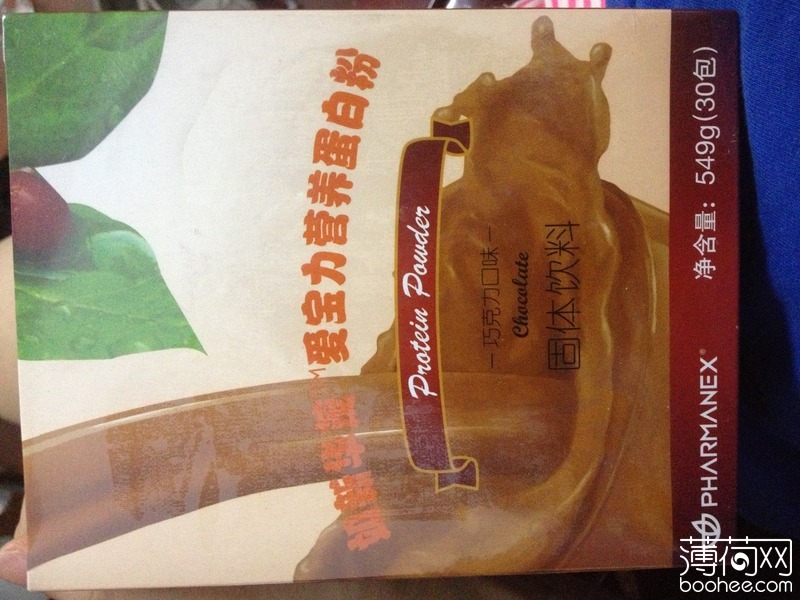 爱宝力营养蛋白粉
Protein Powder
巧克力口味
Chocolate
固体饮料
PHARMANEX®
净含量：549g(30包)
薄荷网
boohee.com